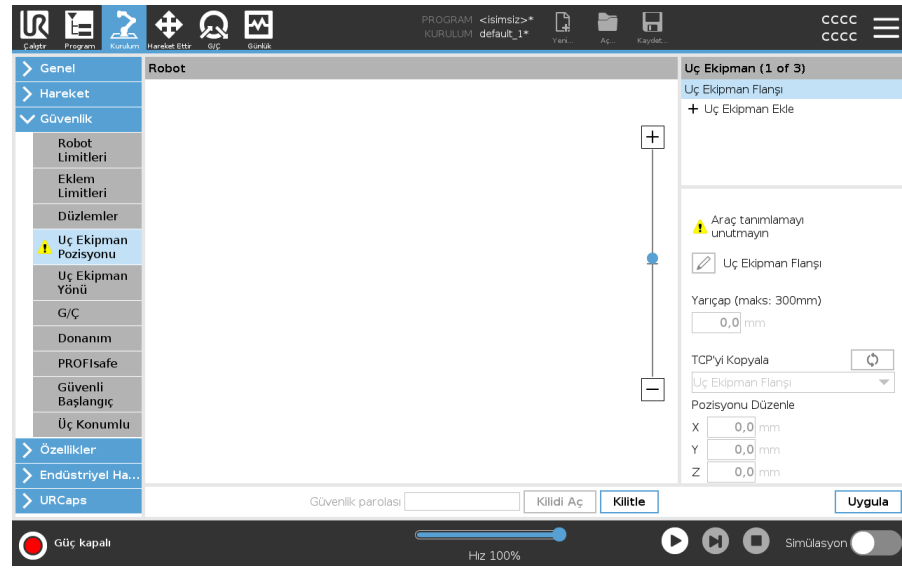 PROGRAM <isimsiz>*
KURULUM default_1*
Yeni... Aç... Kaydet...
cccc
cccc
Çalıştır Program Kurulum Hareket Ettir G/Ç Günlük
Genel
Hareket
Güvenlik
Robot
Limitleri
Eklem
Limitleri
Düzlemler
Uç Ekipman
Pozisyonu
Uç Ekipman
Yönü
G/Ç
Donanım
PROFIsafe
Güvenli
Başlangıç
Üç Konumlu
Özellikler
Endüstriyel Ha...
URCaps
Robot
Uç Ekipman (1 of 3)
Uç Ekipman Flanşı
+ Uç Ekipman Ekle
Araç tanımlamayı
unutmayın
Uç Ekipman Flanşı
Yarıçap (maks: 300mm)
0,0 mm
TCP'yi Kopyala
Uç Ekipman Flanşı
Pozisyonu Düzenle
X 0,0 mm
Y 0,0 mm
Z 0,0 mm
Güvenlik parolası Kilidi Aç Kilitle Uygula
Güç kapalı
Hız 100%
Simülasyon